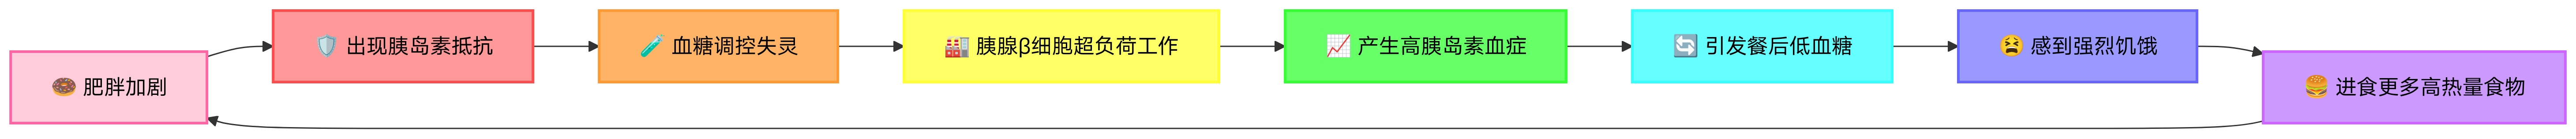 🍩 肥胖加剧
🛡️ 出现胰岛素抵抗
🧪 血糖调控失灵
🏭 胰腺β细胞超负荷工作
📈 产生高胰岛素血症
🔄 引发餐后低血糖
😫 感到强烈饥饿
🍔 进食更多高热量食物